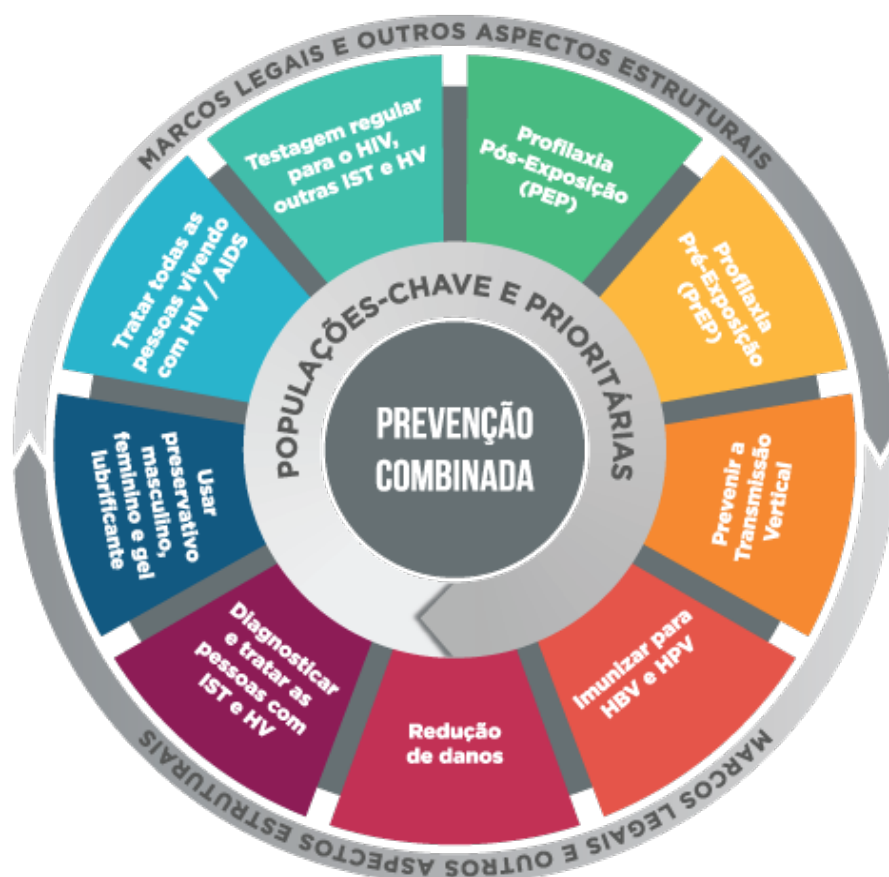 MARCOS LEGAIS E OUTROS ASPECTOS ESTRUTURAIS
Testagem regular
para o HIV,
outras IST e HV
Profilaxia
Pós-Exposição
(PEP)
Profilaxia
Pré-Exposição
(PrEP)
Prevenir a
Transmissão
Vertical
Imunizar para
HBV e HPV
Redução
de danos
Diagnosticar
e tratar as
pessoas com
IST e HV
Usar
preservativo
masculino,
feminino e gel
lubrificante
Tratar todas as
pessoas vivendo
com HIV / AIDS
POPULAÇÕES-CHAVE E PRIORITÁRIAS
PREVENÇÃO
COMBINADA
MARCOS LEGAIS E OUTROS ASPECTOS ESTRUTURAIS